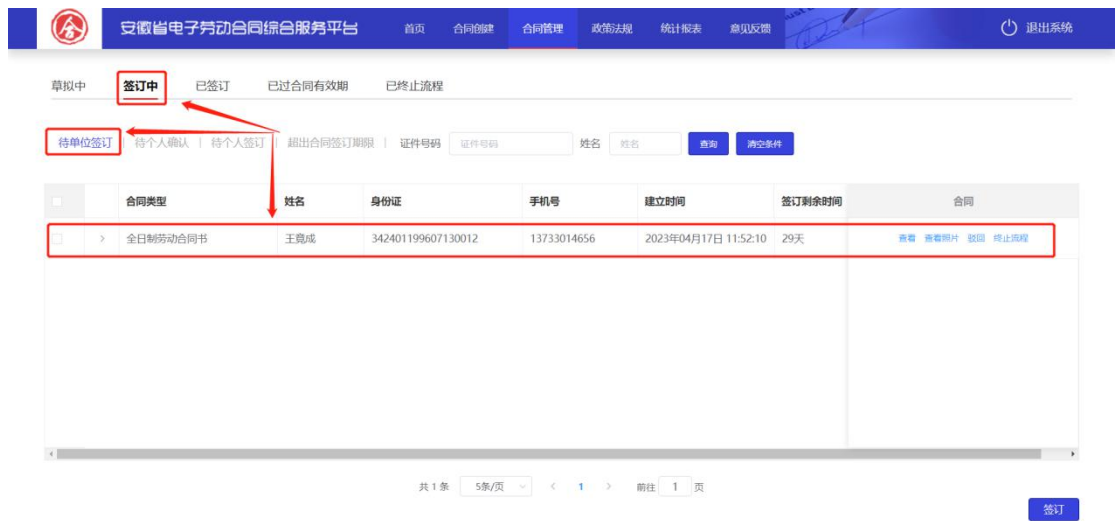 安徽省电子劳动合同综合服务平台 首页 合同创建 合同管理 政策法规 统计报表 意见反馈 退出系统
草拟中 签订中 已签订 已过合同有效期 已终止流程
待单位签订 | 待个人确认 | 待个人签订 | 超出合同签订期限 | 证件号码 证件号码 姓名 姓名 查询 清空条件
合同类型 姓名 身份证 手机号 建立时间 签订剩余时间 合同
全日制劳动合同书 王竟成 342401199607130012 13733014656 2023年04月17日 11:52:10 29天 查看 查看照片 驳回 终止流程
共 1 条 5条/页 1 前往 1 页
签订